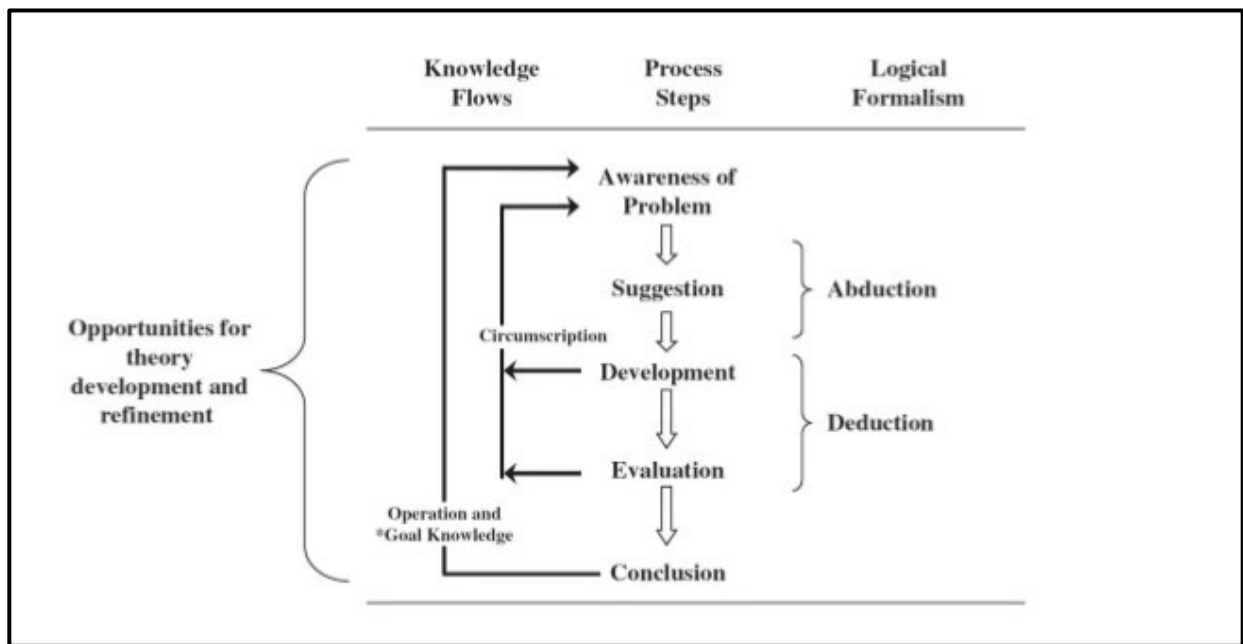 Knowledge
Flows
Process
Steps
Logical
Formalism
Opportunities for
theory
development and
refinement
Awareness of
Problem
Suggestion
Abduction
Circumscription
Development
Deduction
Evaluation
Operation and
*Goal Knowledge
Conclusion